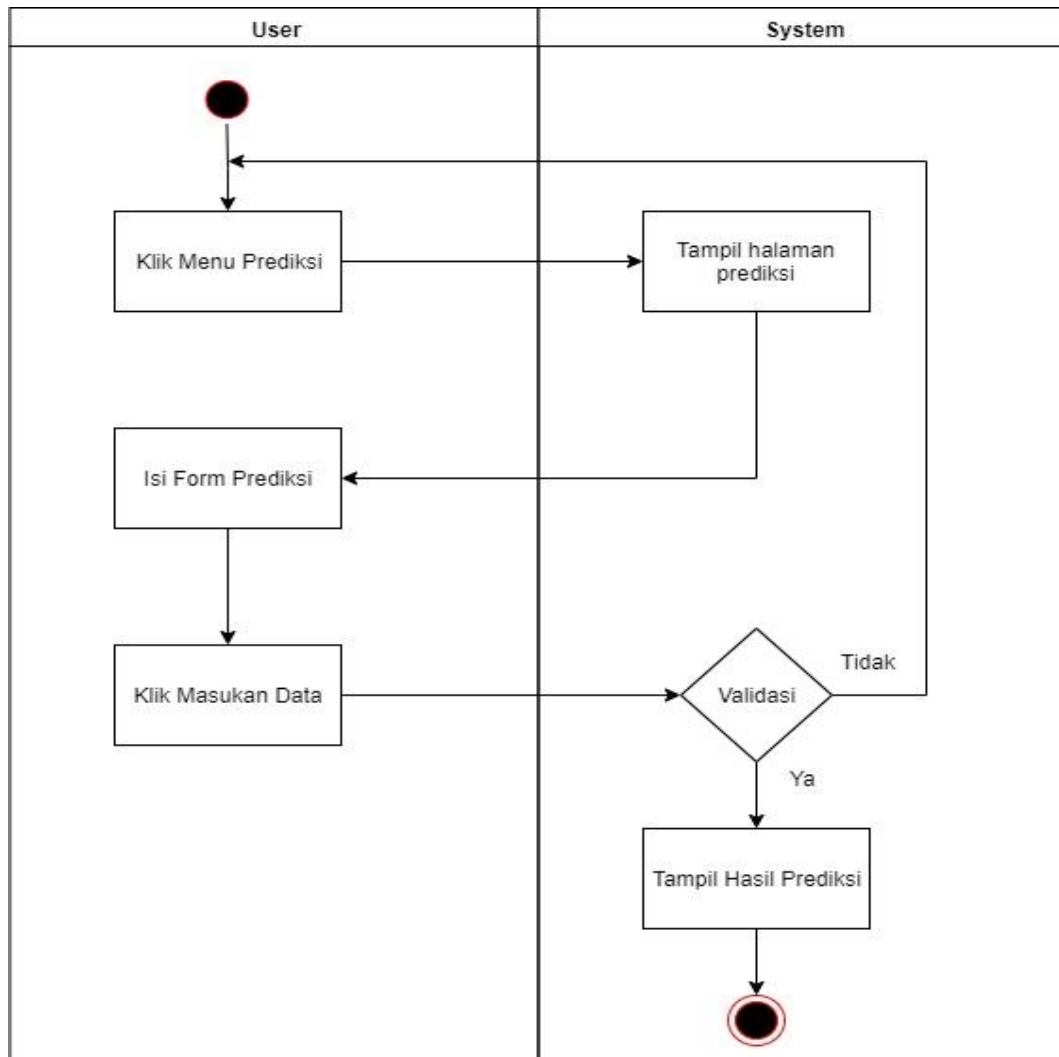 User
System
Klik Menu Prediksi
Tampil halaman
prediksi
Isi Form Prediksi
Klik Masukan Data
Validasi
Tidak
Ya
Tampil Hasil Prediksi